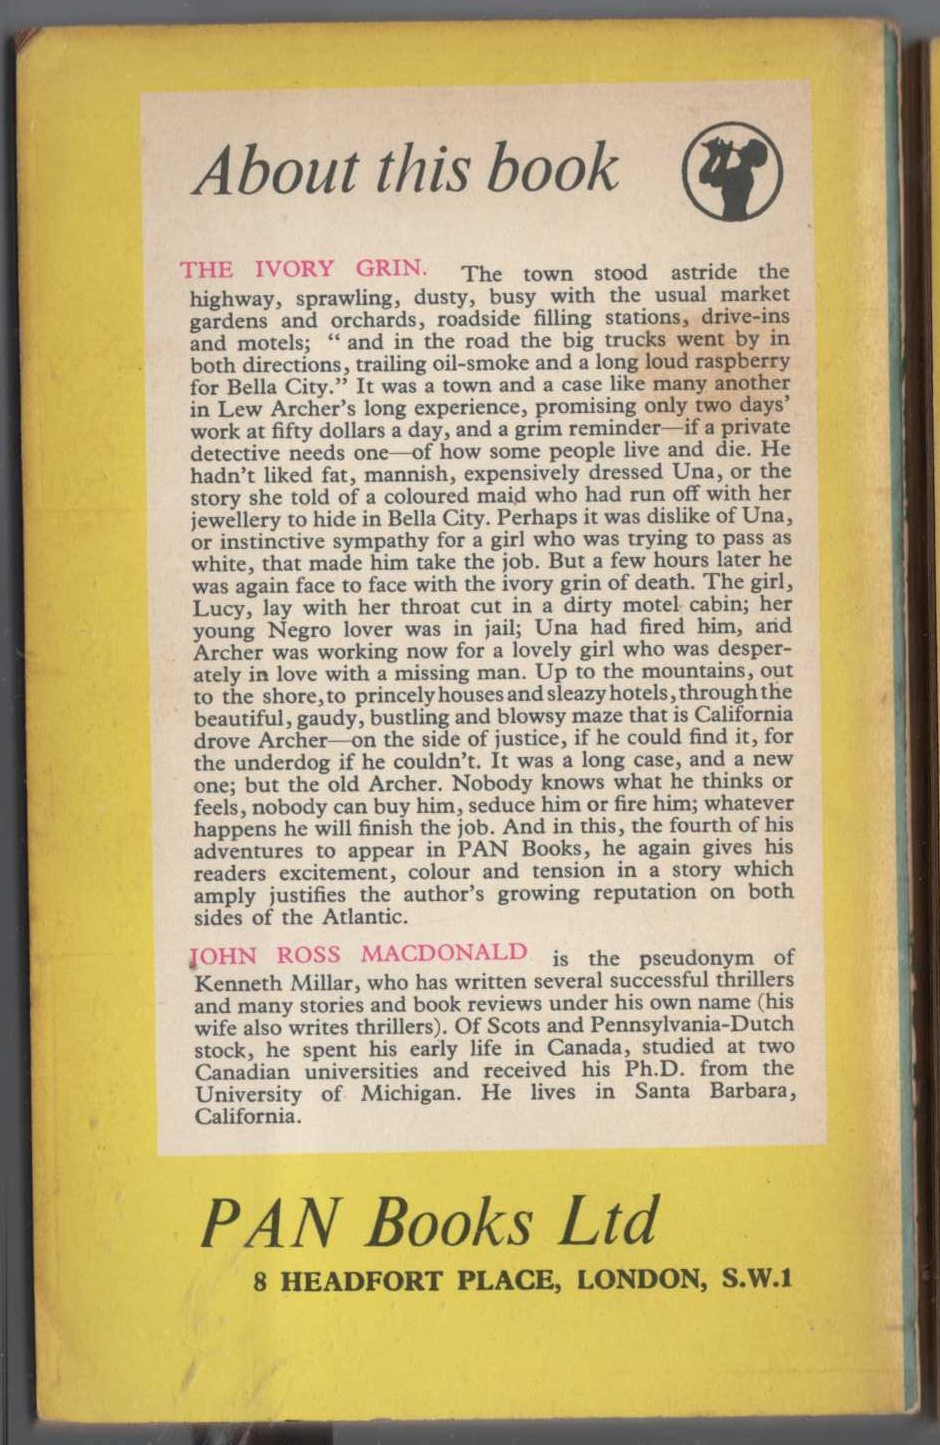 About this book
THE IVORY GRIN. The town stood astride the
highway, sprawling, dusty, busy with the usual market
gardens and orchards, roadside filling stations, drive-ins
and motels; “ and in the road the big trucks went by in
both directions, trailing oil-smoke and a long loud raspberry
for Bella City.” It was a town and a case like many another
in Lew Archer's long experience, promising only two days'
work at fifty dollars a day, and a grim reminder—if a private
detective needs one—of how some people live and die. He
hadn't liked fat, mannish, expensively dressed Una, or the
story she told of a coloured maid who had run off with her
jewellery to hide in Bella City. Perhaps it was dislike of Una,
or instinctive sympathy for a girl who was trying to pass as
white, that made him take the job. But a few hours later he
was again face to face with the ivory grin of death. The girl,
Lucy, lay with her throat cut in a dirty motel cabin; her
young Negro lover was in jail; Una had fired him, and
Archer was working now for a lovely girl who was desper-
ately in love with a missing man. Up to the mountains, out
to the shore, to princely houses and sleazy hotels, through the
beautiful, gaudy, bustling and blowsy maze that is California
drove Archer—on the side of justice, if he could find it, for
the underdog if he couldn't. It was a long case, and a new
one; but the old Archer. Nobody knows what he thinks or
feels, nobody can buy him, seduce him or fire him; whatever
happens he will finish the job. And in this, the fourth of his
adventures to appear in PAN Books, he again gives his
readers excitement, colour and tension in a story which
amply justifies the author's growing reputation on both
sides of the Atlantic.
JOHN ROSS MACDONALD is the pseudonym of
Kenneth Millar, who has written several successful thrillers
and many stories and book reviews under his own name (his
wife also writes thrillers). Of Scots and Pennsylvania-Dutch
stock, he spent his early life in Canada, studied at two
Canadian universities and received his Ph.D. from the
University of Michigan. He lives in Santa Barbara,
California.
PAN Books Ltd
8 HEADFORT PLACE, LONDON, S.W.1